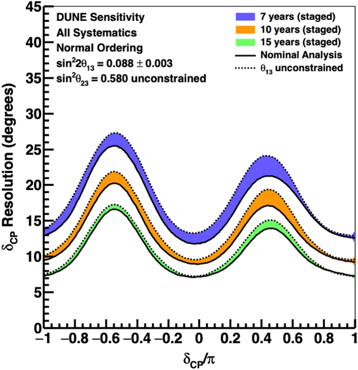 DUNE Sensitivity
All Systematics
Normal Ordering
sin²2θ₁₃ = 0.088 ± 0.003
sin²θ₂₃ = 0.580 unconstrained
7 years (staged)
10 years (staged)
15 years (staged)
Nominal Analysis
θ₁₃ unconstrained
δCP Resolution (degrees)
45
40
35
30
25
20
15
10
5
0
−1 −0.8 −0.6 −0.4 −0.2 0 0.2 0.4 0.6 0.8 1
δCP/π